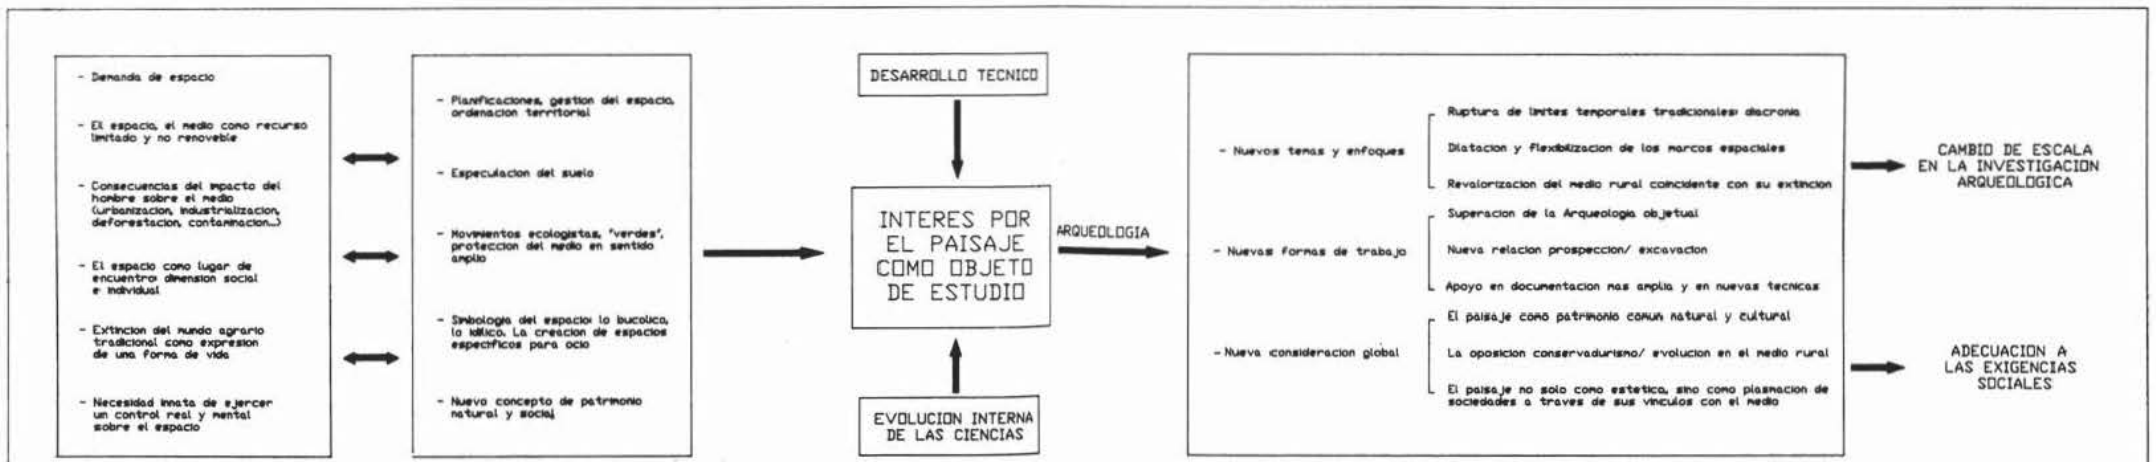 - Demanda de espacio
- El espacio, el medio como recurso
limitado y no renoveble
- Consecuencias del impacto del
hombre sobre el medio
(urbanizacion, industrializacion,
deforestacion, contaminacion...)
- El espacio como lugar de
encuentro: dimension social
e individual
- Extincion del mundo agrario
tradicional como expresion
de una forma de vida
- Necesidad innata de ejercer
un control real y mental
sobre el espacio
- Planificaciones, gestion del espacio,
ordenacion territorial
- Especulacion del suelo
- Movimientos ecologistas, "verdes",
proteccion del medio en sentido
amplio
- Simbologia del espacio: lo bucolico,
lo idilico. La creacion de espacios
especificos para ocio
- Nuevo concepto de patrimonio
natural y social
DESARROLLO TECNICO
INTERES POR
EL PAISAJE
COMO OBJETO
DE ESTUDIO
EVOLUCION INTERNA
DE LAS CIENCIAS
ARQUEOLOGIA
- Nuevos temas y enfoques
Ruptura de limites temporales tradicionales: diacronia
Dilatacion y flexibilizacion de los marcos espaciales
Revalorizacion del medio rural coincidente con su extincion
- Nuevas formas de trabajo
Superacion de la Arqueologia objetual
Nueva relacion prospeccion/ excavacion
Apoyo en documentacion mas amplia y en nuevas tecnicas
- Nueva consideracion global
El paisaje como patrimonio comun natural y cultural
La oposicion conservadurismo/ evolucion en el medio rural
El paisaje no solo como estetica, sino como plasmacion de
sociedades a traves de sus vinculos con el medio
CAMBIO DE ESCALA
EN LA INVESTIGACION
ARQUEOLOGICA
ADECUACION A
LAS EXIGENCIAS
SOCIALES